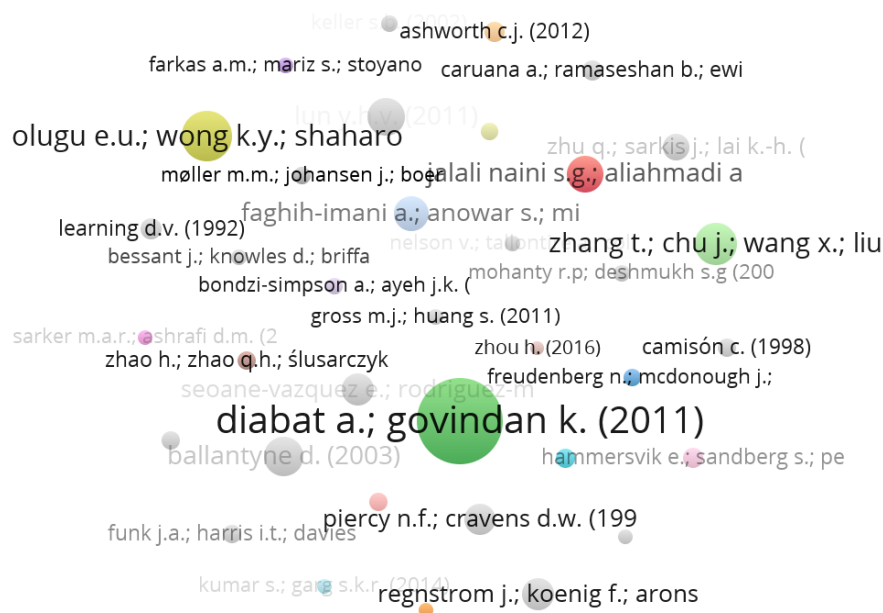 keller s.b. (2002)
ashworth c.j. (2012)
farkas a.m.; mariz s.; stoyano
caruana a.; ramaseshan b.; ewi
lun v.h.v. (2011)
olugu e.u.; wong k.y.; shaharo
zhu q.; sarkis j.; lai k.-h. (
møller m.m.; johansen j.; boer
jalali naini s.g.; aliahmadi a
faghih-imani a.; anowar s.; mi
learning d.v. (1992)
nelson v.; tallont
zhang t.; chu j.; wang x.; liu
bessant j.; knowles d.; briffa
mohanty r.p; deshmukh s.g (200
bondzi-simpson a.; ayeh j.k. (
gross m.j.; huang s. (2011)
sarker m.a.r.; ashrafi d.m. (2
zhou h. (2016)
camisón c. (1998)
zhao h.; zhao q.h.; ślusarczyk
freudenberg n.; mcdonough j.;
seoane-vazquez e.; rodriguez-m
diabat a.; govindan k. (2011)
ballantyne d. (2003)
hammersvik e.; sandberg s.; pe
piercy n.f.; cravens d.w. (199
funk j.a.; harris i.t.; davies
kumar s.; garg s.k.r. (2014)
regnstrom j.; koenig f.; arons